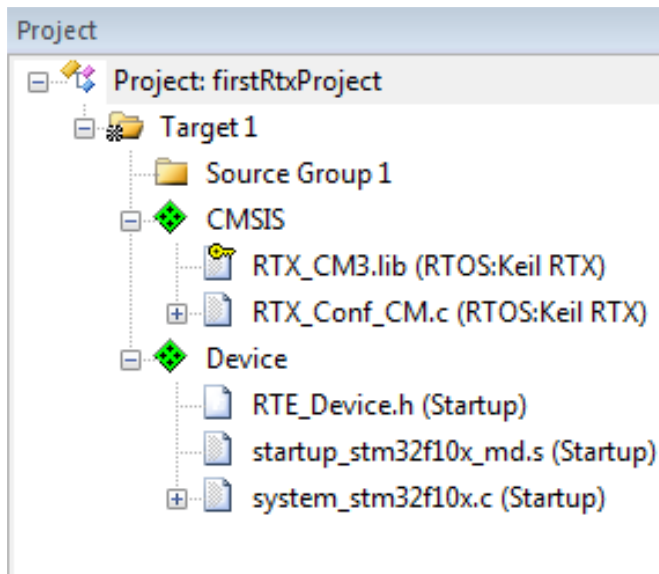 Project
Project: firstRtxProject
Target 1
Source Group 1
CMSIS
RTX_CM3.lib (RTOS:Keil RTX)
RTX_Conf_CM.c (RTOS:Keil RTX)
Device
RTE_Device.h (Startup)
startup_stm32f10x_md.s (Startup)
system_stm32f10x.c (Startup)